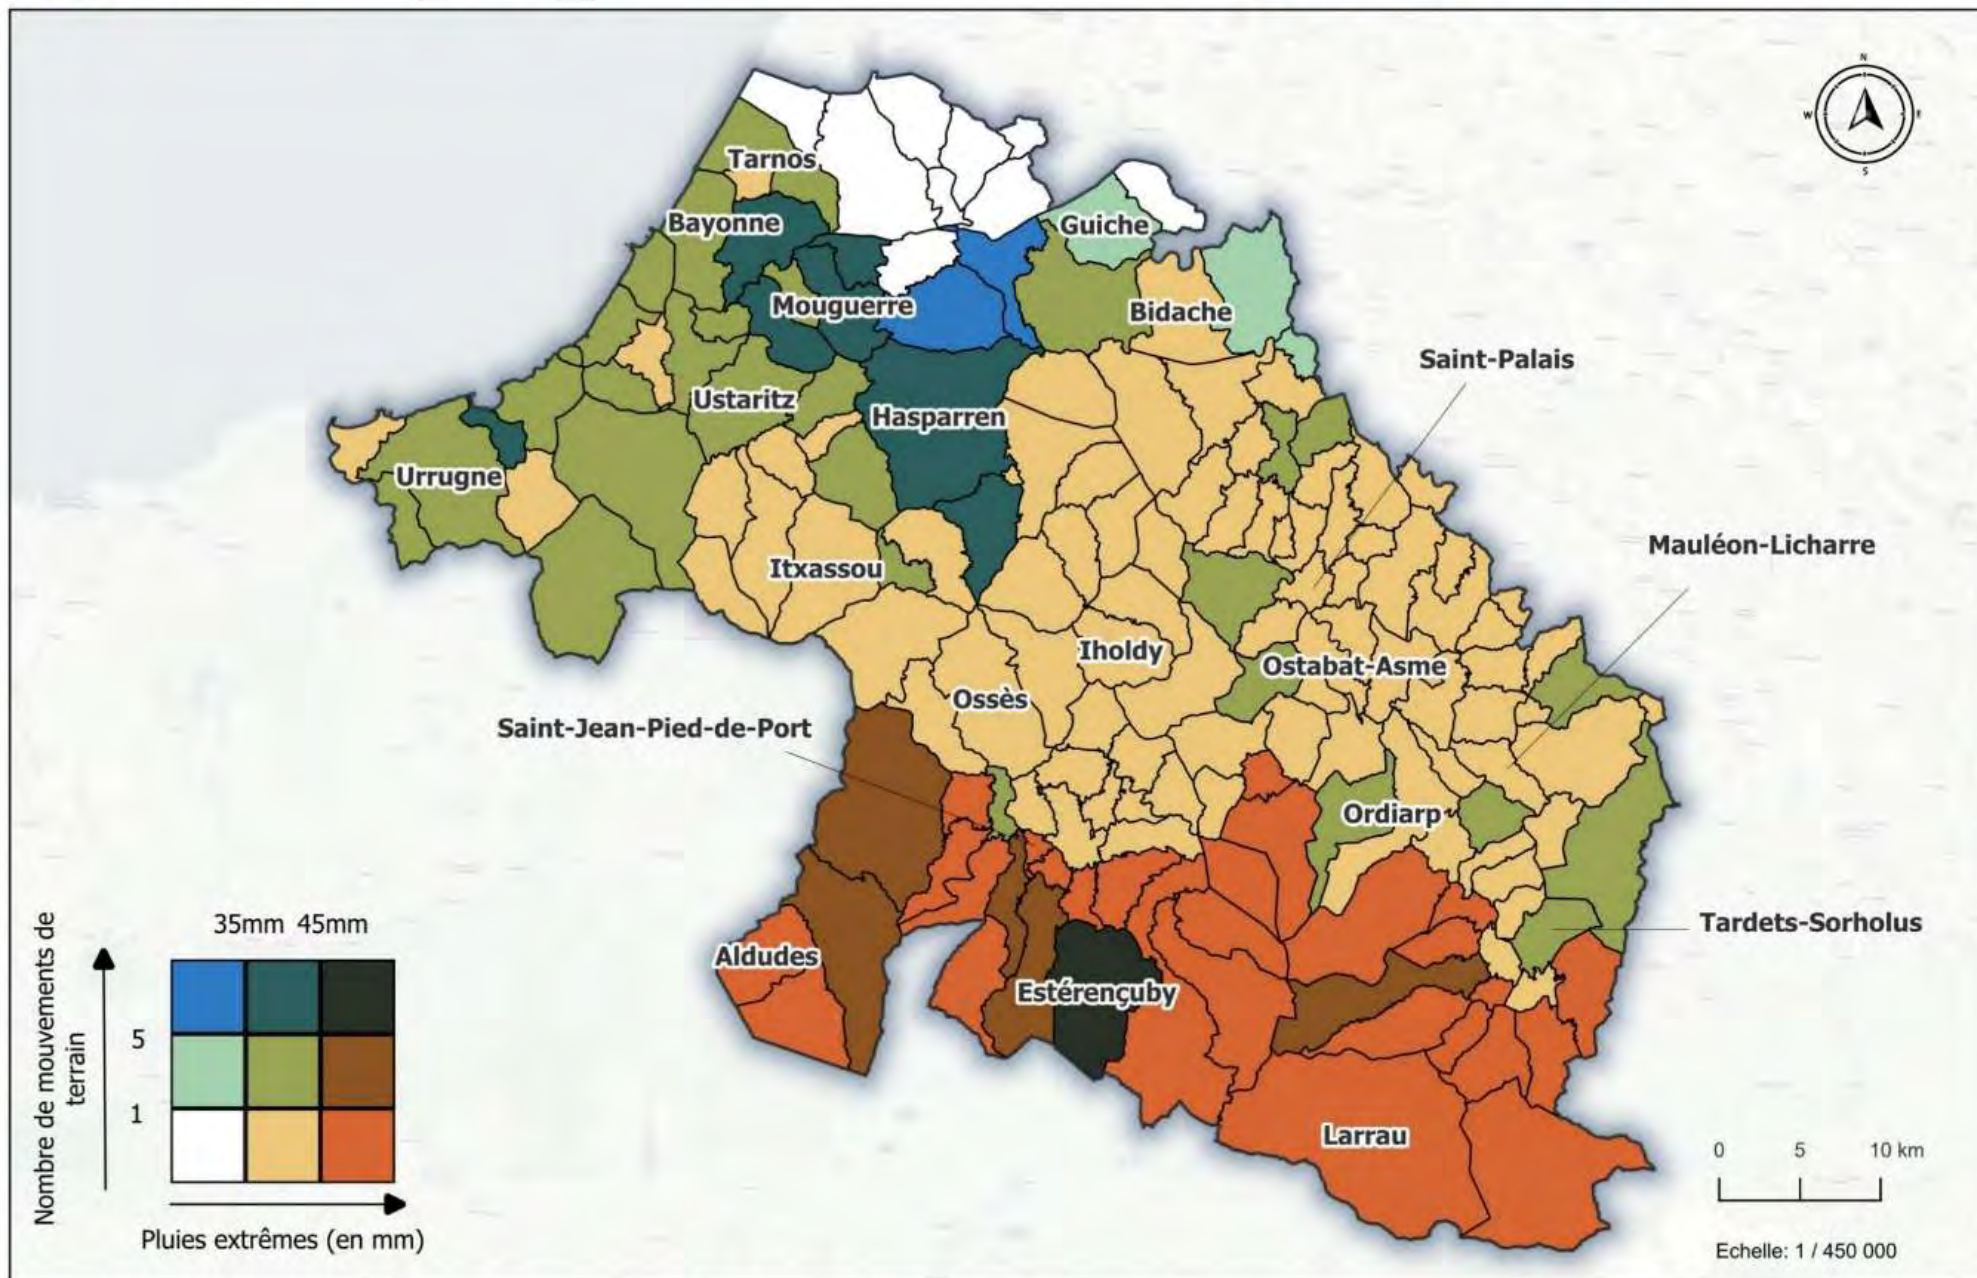 N
W
E
S
Tarnos
Bayonne
Guiche
Mouguerre
Bidache
Saint-Palais
Ustaritz
Hasparren
Urrugne
Mauléon-Licharre
Itxassou
Iholdy
Ostabat-Asme
Ossès
Saint-Jean-Pied-de-Port
Ordiarp
Tardets-Sorholus
Aldudes
Estérençuby
Larrau
35mm 45mm
Nombre de mouvements de
terrain
5
1
Pluies extrêmes (en mm)
0 5 10 km
Echelle: 1 / 450 000